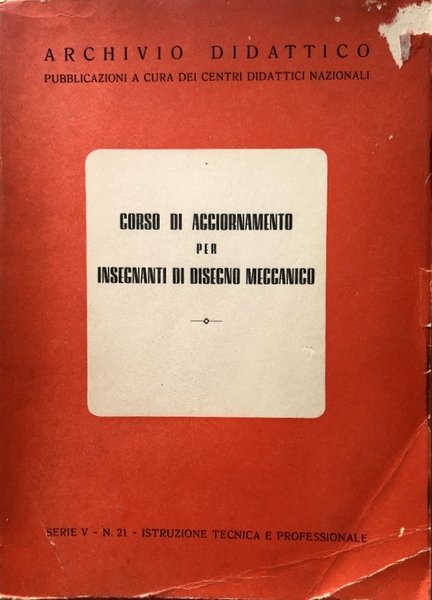 ARCHIVIO DIDATTICO
PUBBLICAZIONI A CURA DEI CENTRI DIDATTICI NAZIONALI
CORSO DI AGGIORNAMENTO
PER
INSEGNANTI DI DISEGNO MECCANICO
SERIE V - N. 21 - ISTRUZIONE TECNICA E PROFESSIONALE